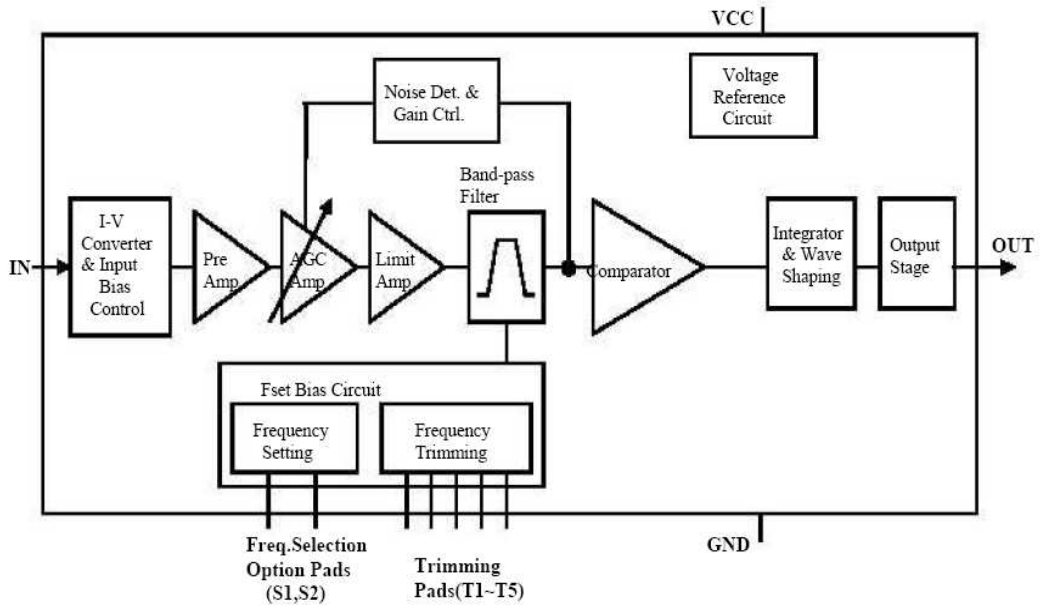 VCC
Voltage
Reference
Circuit
Noise Det. &
Gain Ctrl.
Band-pass
Filter
IN
I-V
Converter
& Input
Bias
Control
Pre
Amp
AGC
Amp
Limit
Amp
Comparator
Integrator
& Wave
Shaping
Output
Stage
OUT
Fset Bias Circuit
Frequency
Setting
Frequency
Trimming
Freq.Selection
Option Pads
(S1,S2)
Trimming
Pads(T1~T5)
GND